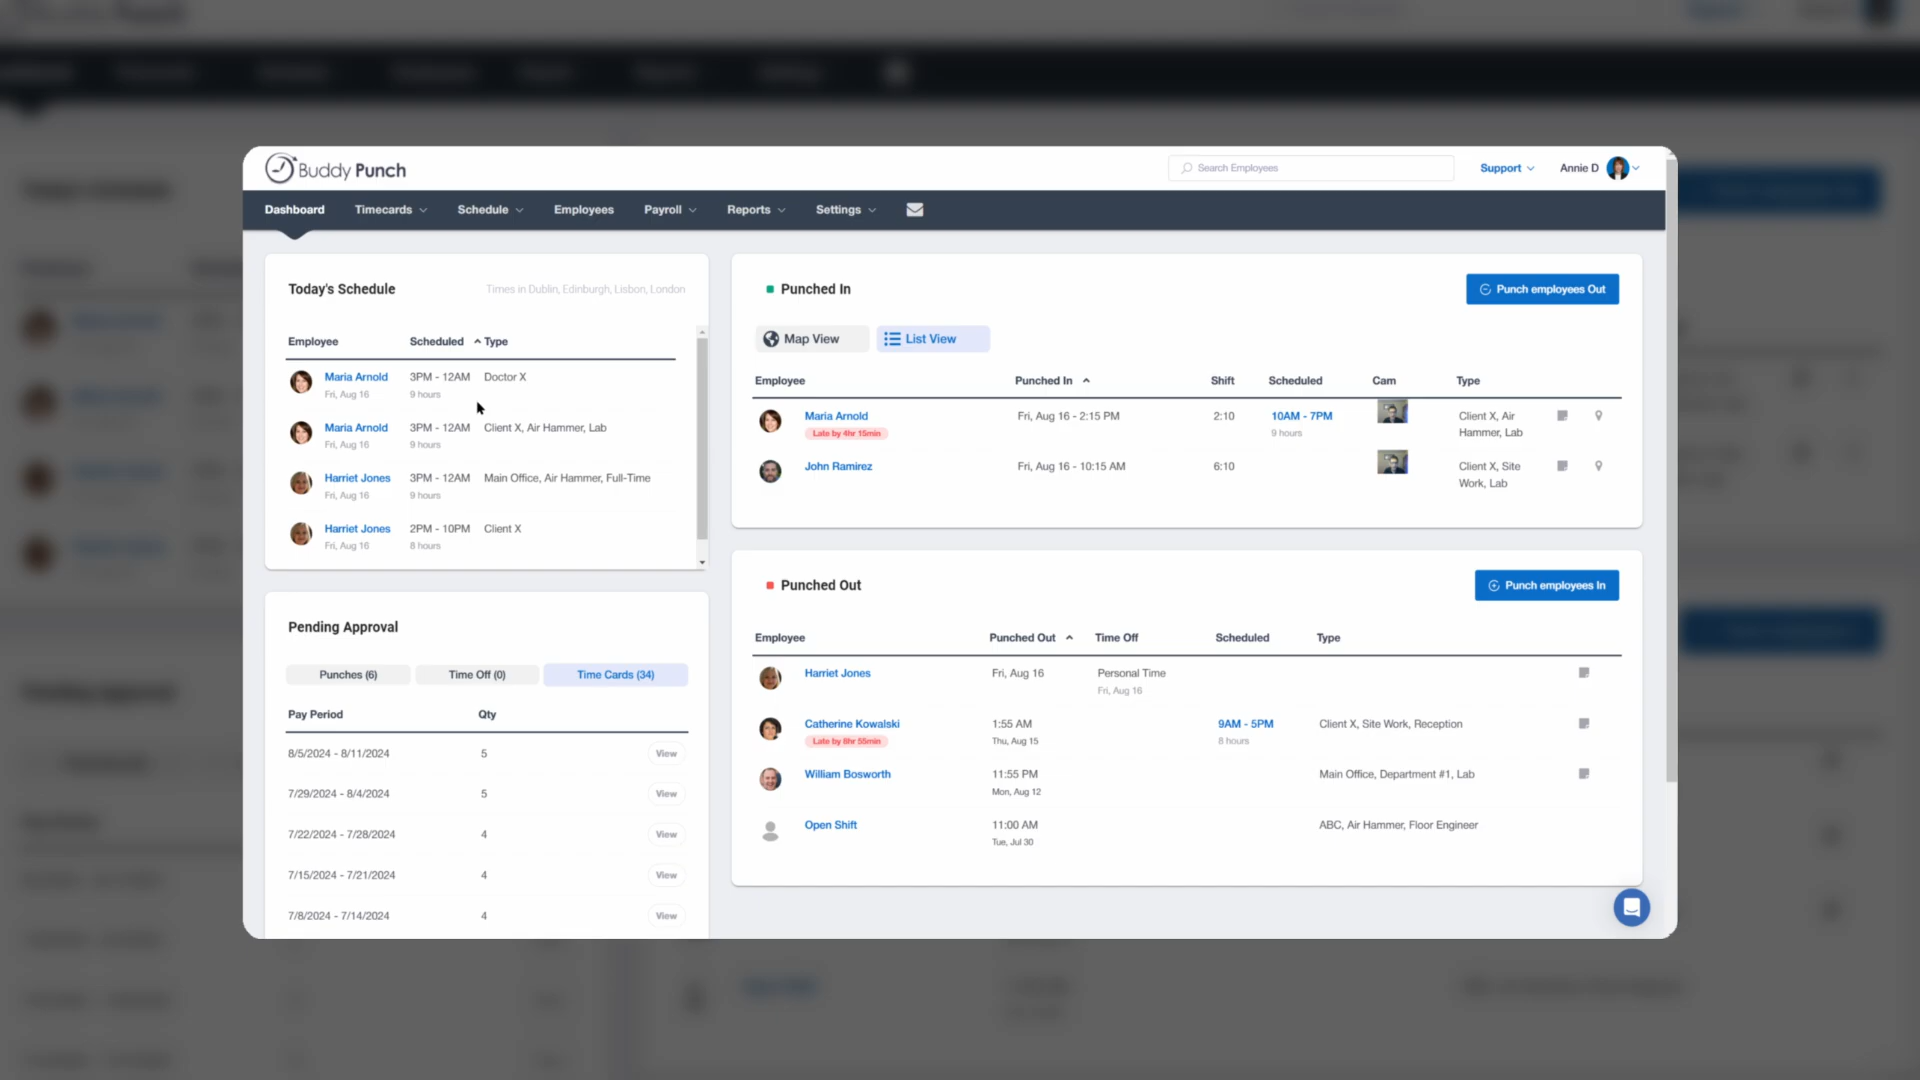 Buddy Punch
Search Employees
Support
Annie D
Dashboard
Timecards
Schedule
Employees
Payroll
Reports
Settings
Today's Schedule
Times in Dublin, Edinburgh, Lisbon, London
Employee Scheduled Type
Maria Arnold 3PM - 12AM Doctor X
Fri, Aug 16 9 hours
Maria Arnold 3PM - 12AM Client X, Air Hammer, Lab
Fri, Aug 16 9 hours
Harriet Jones 3PM - 12AM Main Office, Air Hammer, Full-Time
Fri, Aug 16 9 hours
Harriet Jones 2PM - 10PM Client X
Fri, Aug 16 8 hours
Pending Approval
Punches (6) Time Off (0) Time Cards (34)
Pay Period Qty
8/5/2024 - 8/11/2024 5 View
7/29/2024 - 8/4/2024 5 View
7/22/2024 - 7/28/2024 4 View
7/15/2024 - 7/21/2024 4 View
7/8/2024 - 7/14/2024 4 View
Punched In
Punch employees Out
Map View List View
Employee Punched In Shift Scheduled Cam Type
Maria Arnold Fri, Aug 16 - 2:15 PM 2:10 10AM - 7PM Client X, Air
Late by 4hr 15min 9 hours Hammer, Lab
John Ramirez Fri, Aug 16 - 10:15 AM 6:10 Client X, Site
Work, Lab
Punched Out
Punch employees In
Employee Punched Out Time Off Scheduled Type
Harriet Jones Fri, Aug 16 Personal Time
Fri, Aug 16
Catherine Kowalski 1:55 AM 9AM - 5PM Client X, Site Work, Reception
Late by 6hr 55min Thu, Aug 15 8 hours
William Bosworth 11:55 PM Main Office, Department #1, Lab
Mon, Aug 12
Open Shift 11:00 AM ABC, Air Hammer, Floor Engineer
Tue, Jul 30